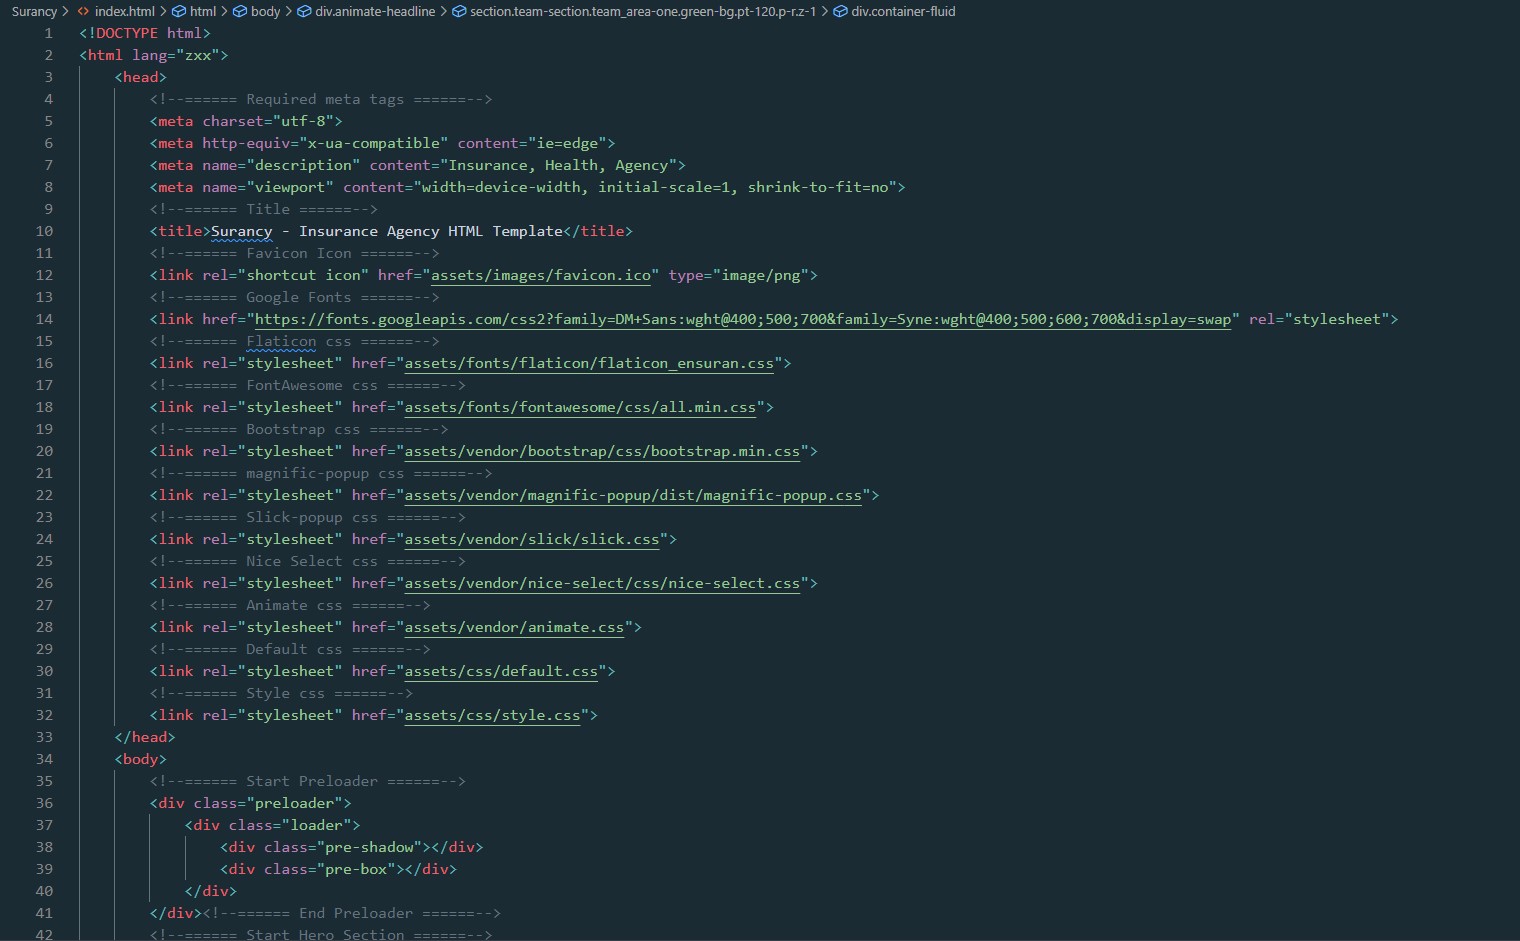 Surancy > index.html > html > body > div.animate-headline > section.team-section.team_area-one.green-bg.pt-120.p-r.z-1 > div.container-fluid
1 <!DOCTYPE html>
2 <html lang="zxx">
3 <head>
4 <!--====== Required meta tags ======-->
5 <meta charset="utf-8">
6 <meta http-equiv="x-ua-compatible" content="ie=edge">
7 <meta name="description" content="Insurance, Health, Agency">
8 <meta name="viewport" content="width=device-width, initial-scale=1, shrink-to-fit=no">
9 <!--====== Title ======-->
10 <title>Surancy - Insurance Agency HTML Template</title>
11 <!--====== Favicon Icon ======-->
12 <link rel="shortcut icon" href="assets/images/favicon.ico" type="image/png">
13 <!--====== Google Fonts ======-->
14 <link href="https://fonts.googleapis.com/css2?family=DM+Sans:wght@400;500;700&family=Syne:wght@400;500;600;700&display=swap" rel="stylesheet">
15 <!--====== Flaticon css ======-->
16 <link rel="stylesheet" href="assets/fonts/flaticon/flaticon_ensuran.css">
17 <!--====== FontAwesome css ======-->
18 <link rel="stylesheet" href="assets/fonts/fontawesome/css/all.min.css">
19 <!--====== Bootstrap css ======-->
20 <link rel="stylesheet" href="assets/vendor/bootstrap/css/bootstrap.min.css">
21 <!--====== magnific-popup css ======-->
22 <link rel="stylesheet" href="assets/vendor/magnific-popup/dist/magnific-popup.css">
23 <!--====== Slick-popup css ======-->
24 <link rel="stylesheet" href="assets/vendor/slick/slick.css">
25 <!--====== Nice Select css ======-->
26 <link rel="stylesheet" href="assets/vendor/nice-select/css/nice-select.css">
27 <!--====== Animate css ======-->
28 <link rel="stylesheet" href="assets/vendor/animate.css">
29 <!--====== Default css ======-->
30 <link rel="stylesheet" href="assets/css/default.css">
31 <!--====== Style css ======-->
32 <link rel="stylesheet" href="assets/css/style.css">
33 </head>
34 <body>
35 <!--====== Start Preloader ======-->
36 <div class="preloader">
37 <div class="loader">
38 <div class="pre-shadow"></div>
39 <div class="pre-box"></div>
40 </div>
41 </div><!--====== End Preloader ======-->
42 <!--====== Start Hero Section ======-->